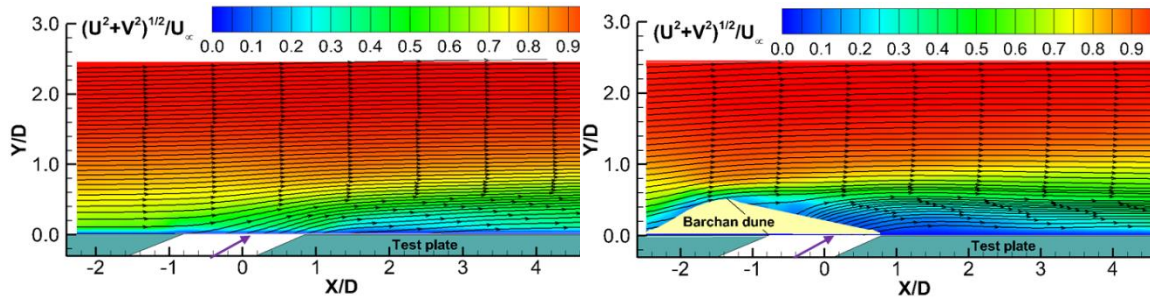 (U²+V²)¹/²/U∞
0.0 0.1 0.2 0.3 0.4 0.5 0.6 0.7 0.8 0.9
3.0
2.0
1.0
0.0
Y/D
Test plate
-2 -1 0 1 2 3 4
X/D
(U²+V²)¹/²/U∞
0.0 0.1 0.2 0.3 0.4 0.5 0.6 0.7 0.8 0.9
3.0
2.0
1.0
0.0
Y/D
Barchan dune
Test plate
-2 -1 0 1 2 3 4
X/D